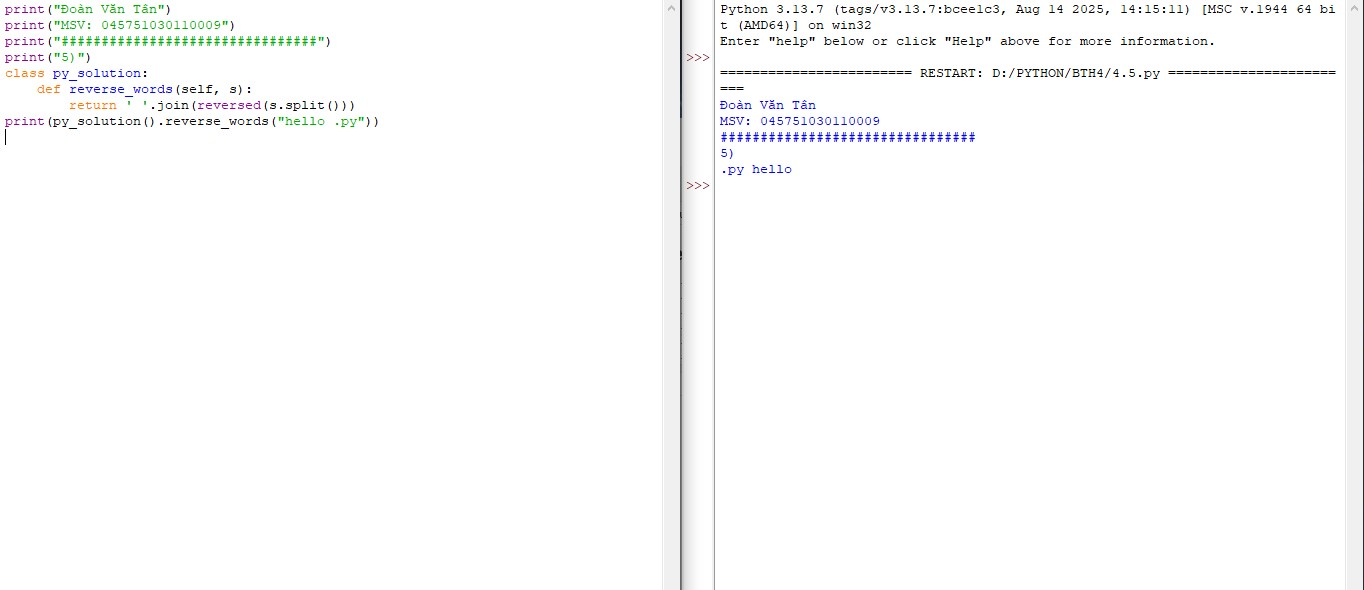 print("Đoàn Văn Tân")
print("MSV: 045751030110009")
print("################################")
print("5)")
class py_solution:
    def reverse_words(self, s):
        return ' '.join(reversed(s.split()))
print(py_solution().reverse_words("hello .py"))
Python 3.13.7 (tags/v3.13.7:bcee1c3, Aug 14 2025, 14:15:11) [MSC v.1944 64 bi
t (AMD64)] on win32
Enter "help" below or click "Help" above for more information.
>>>
======================== RESTART: D:/PYTHON/BTH4/4.5.py =====================
===
Đoàn Văn Tân
MSV: 045751030110009
################################
5)
.py hello
>>>